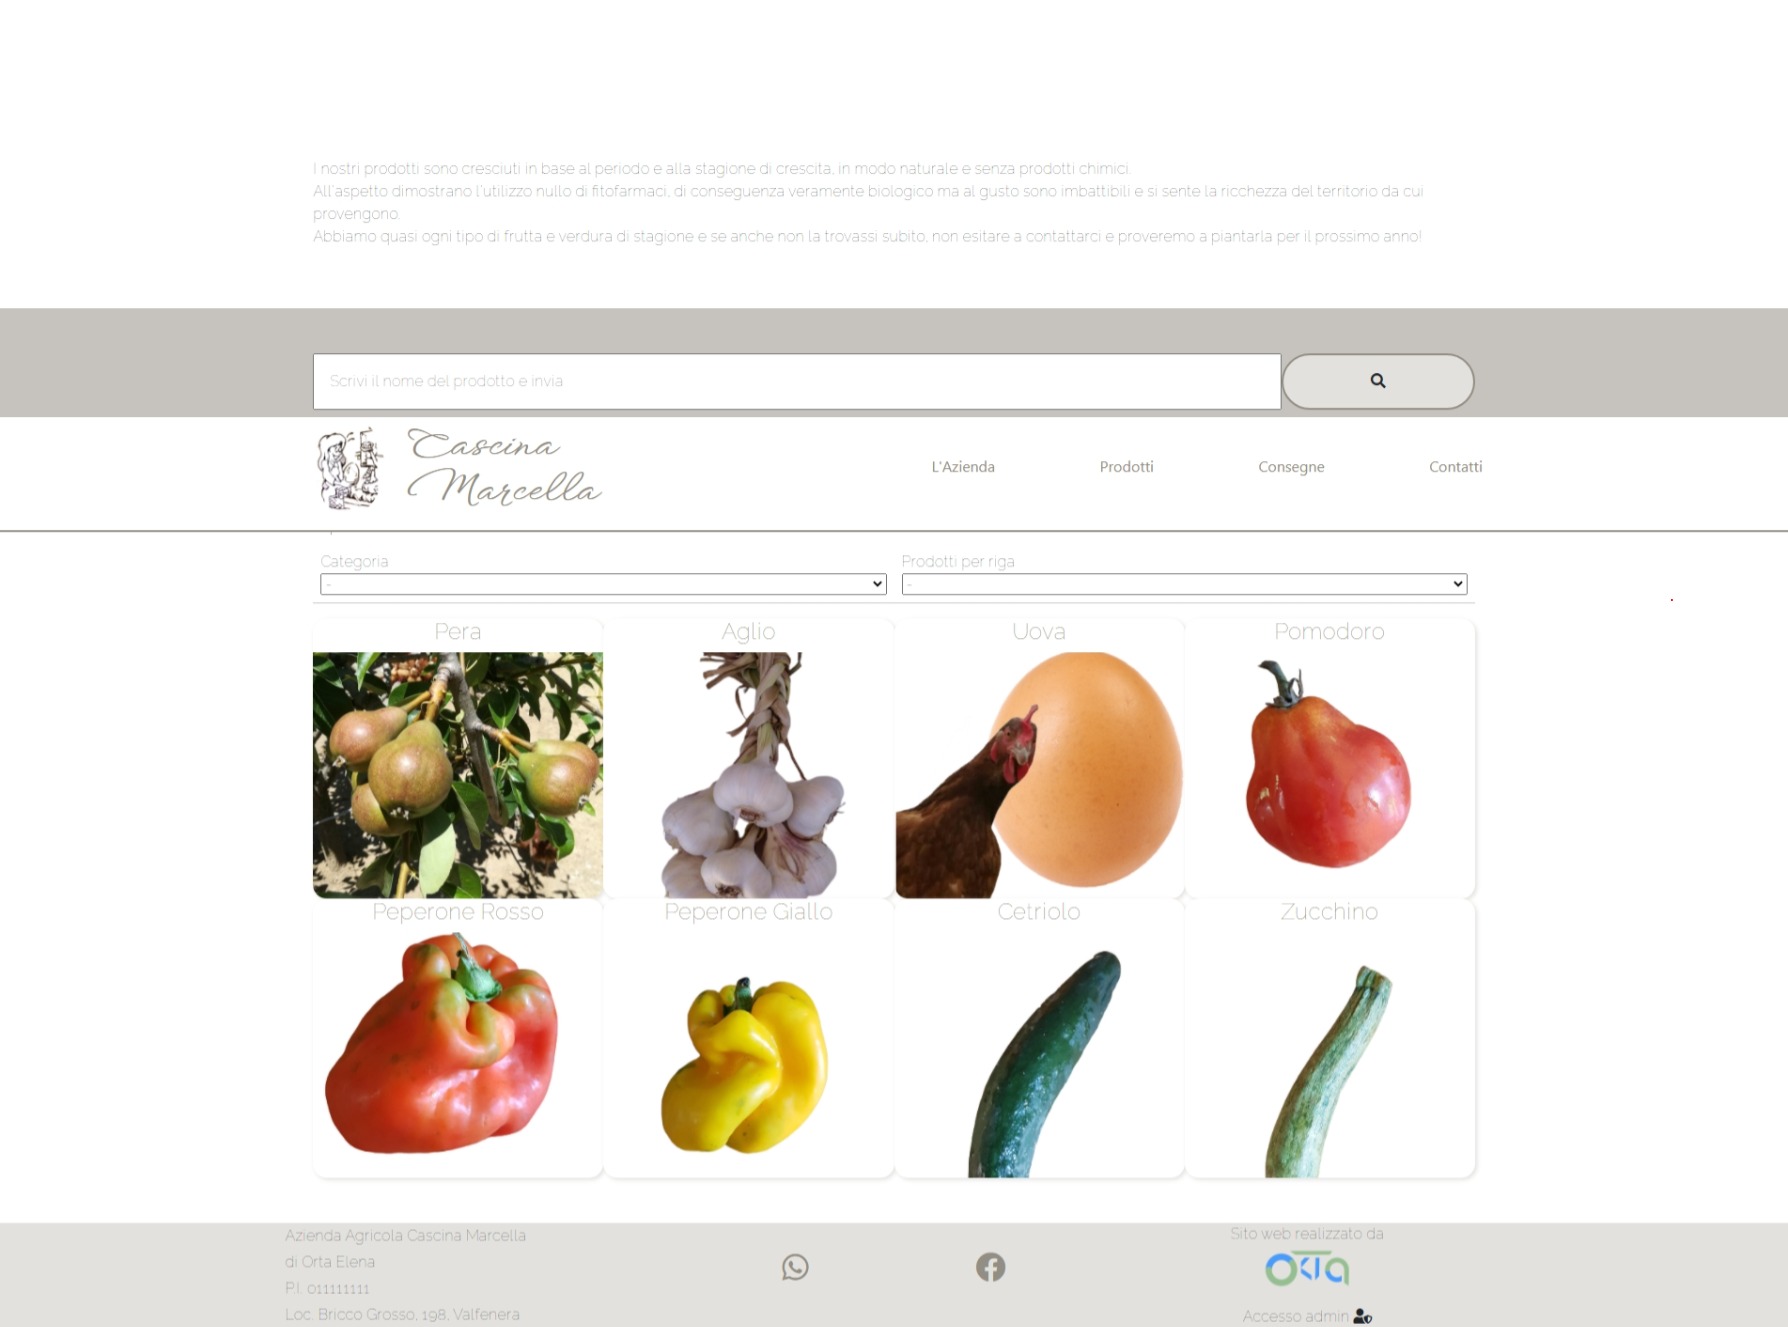 I nostri prodotti sono cresciuti in base al periodo e alla stagione di crescita, in modo naturale e senza prodotti chimici.
All'aspetto dimostrano l'utilizzo nullo di fitofarmaci, di conseguenza veramente biologico ma al gusto sono imbattibili e si sente la ricchezza del territorio da cui
provengono.
Abbiamo quasi ogni tipo di frutta e verdura di stagione e se anche non la trovassi subito, non esitare a contattarci e proveremo a piantarla per il prossimo anno!
Scrivi il nome del prodotto e invia
Cascina
Marcella
L'Azienda
Prodotti
Consegne
Contatti
Categoria
Prodotti per riga
-
-
Pera
Aglio
Uova
Pomodoro
Peperone Rosso
Peperone Giallo
Cetriolo
Zucchino
Azienda Agricola Cascina Marcella
di Orta Elena
P.I. 011111111
Loc. Bricco Grosso, 198, Valfenera
Sito web realizzato da
Accesso admin